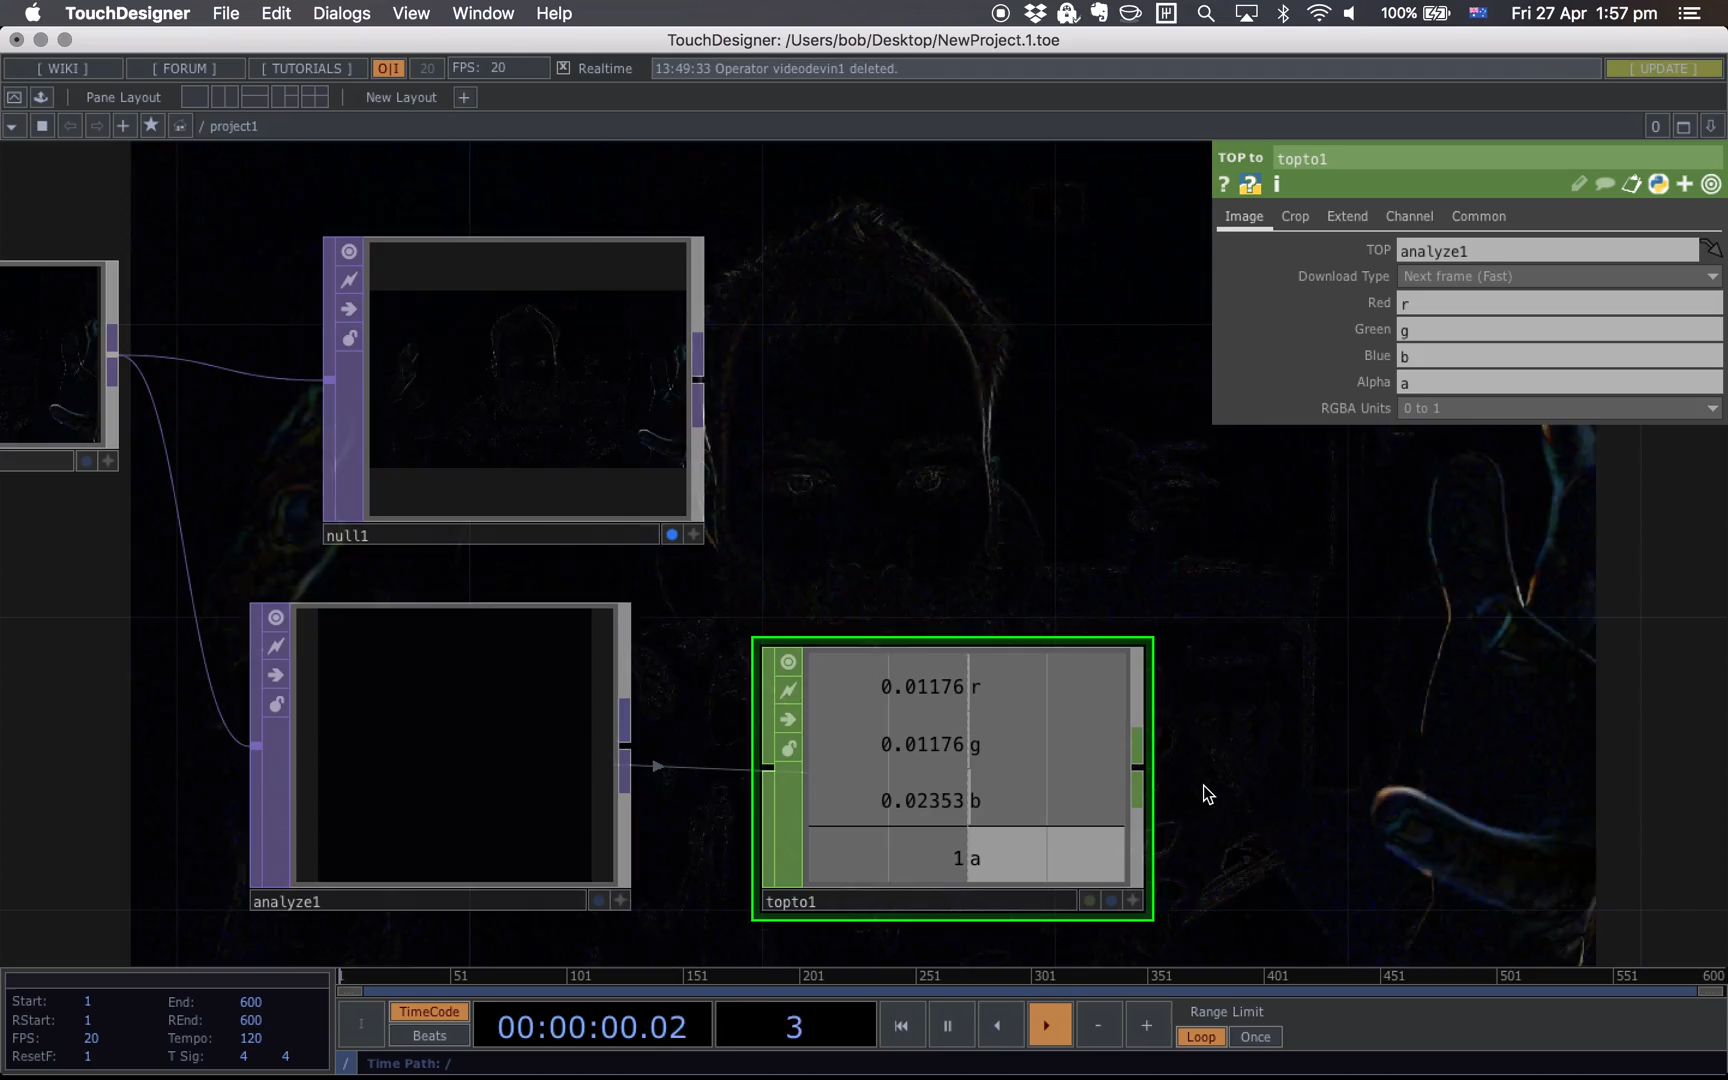 TouchDesigner File Edit Dialogs View Window Help 100% Fri 27 Apr 1:57 pm
TouchDesigner: /Users/bob/Desktop/NewProject.1.toe
[ WIKI ] [ FORUM ] [ TUTORIALS ] O|I 20 FPS: 20 Realtime 13:49:33 Operator videodevin1 deleted. [ UPDATE ]
Pane Layout New Layout +
/ project1 0
TOP to topto1
? ? i
Image Crop Extend Channel Common
TOP analyze1
Download Type Next frame (Fast)
Red r
Green g
Blue b
Alpha a
RGBA Units 0 to 1
null1
0.01176 r
0.01176 g
0.02353 b
1 a
analyze1
topto1
1 51 101 151 201 251 301 351 401 451 501 551 600
Start: 1 End: 600
RStart: 1 REnd: 600
FPS: 20 Tempo: 120
ResetF: 1 T Sig: 4 4
TimeCode
Beats
00:00:00.02
3
- +
Range Limit
Loop Once
/ Time Path: /